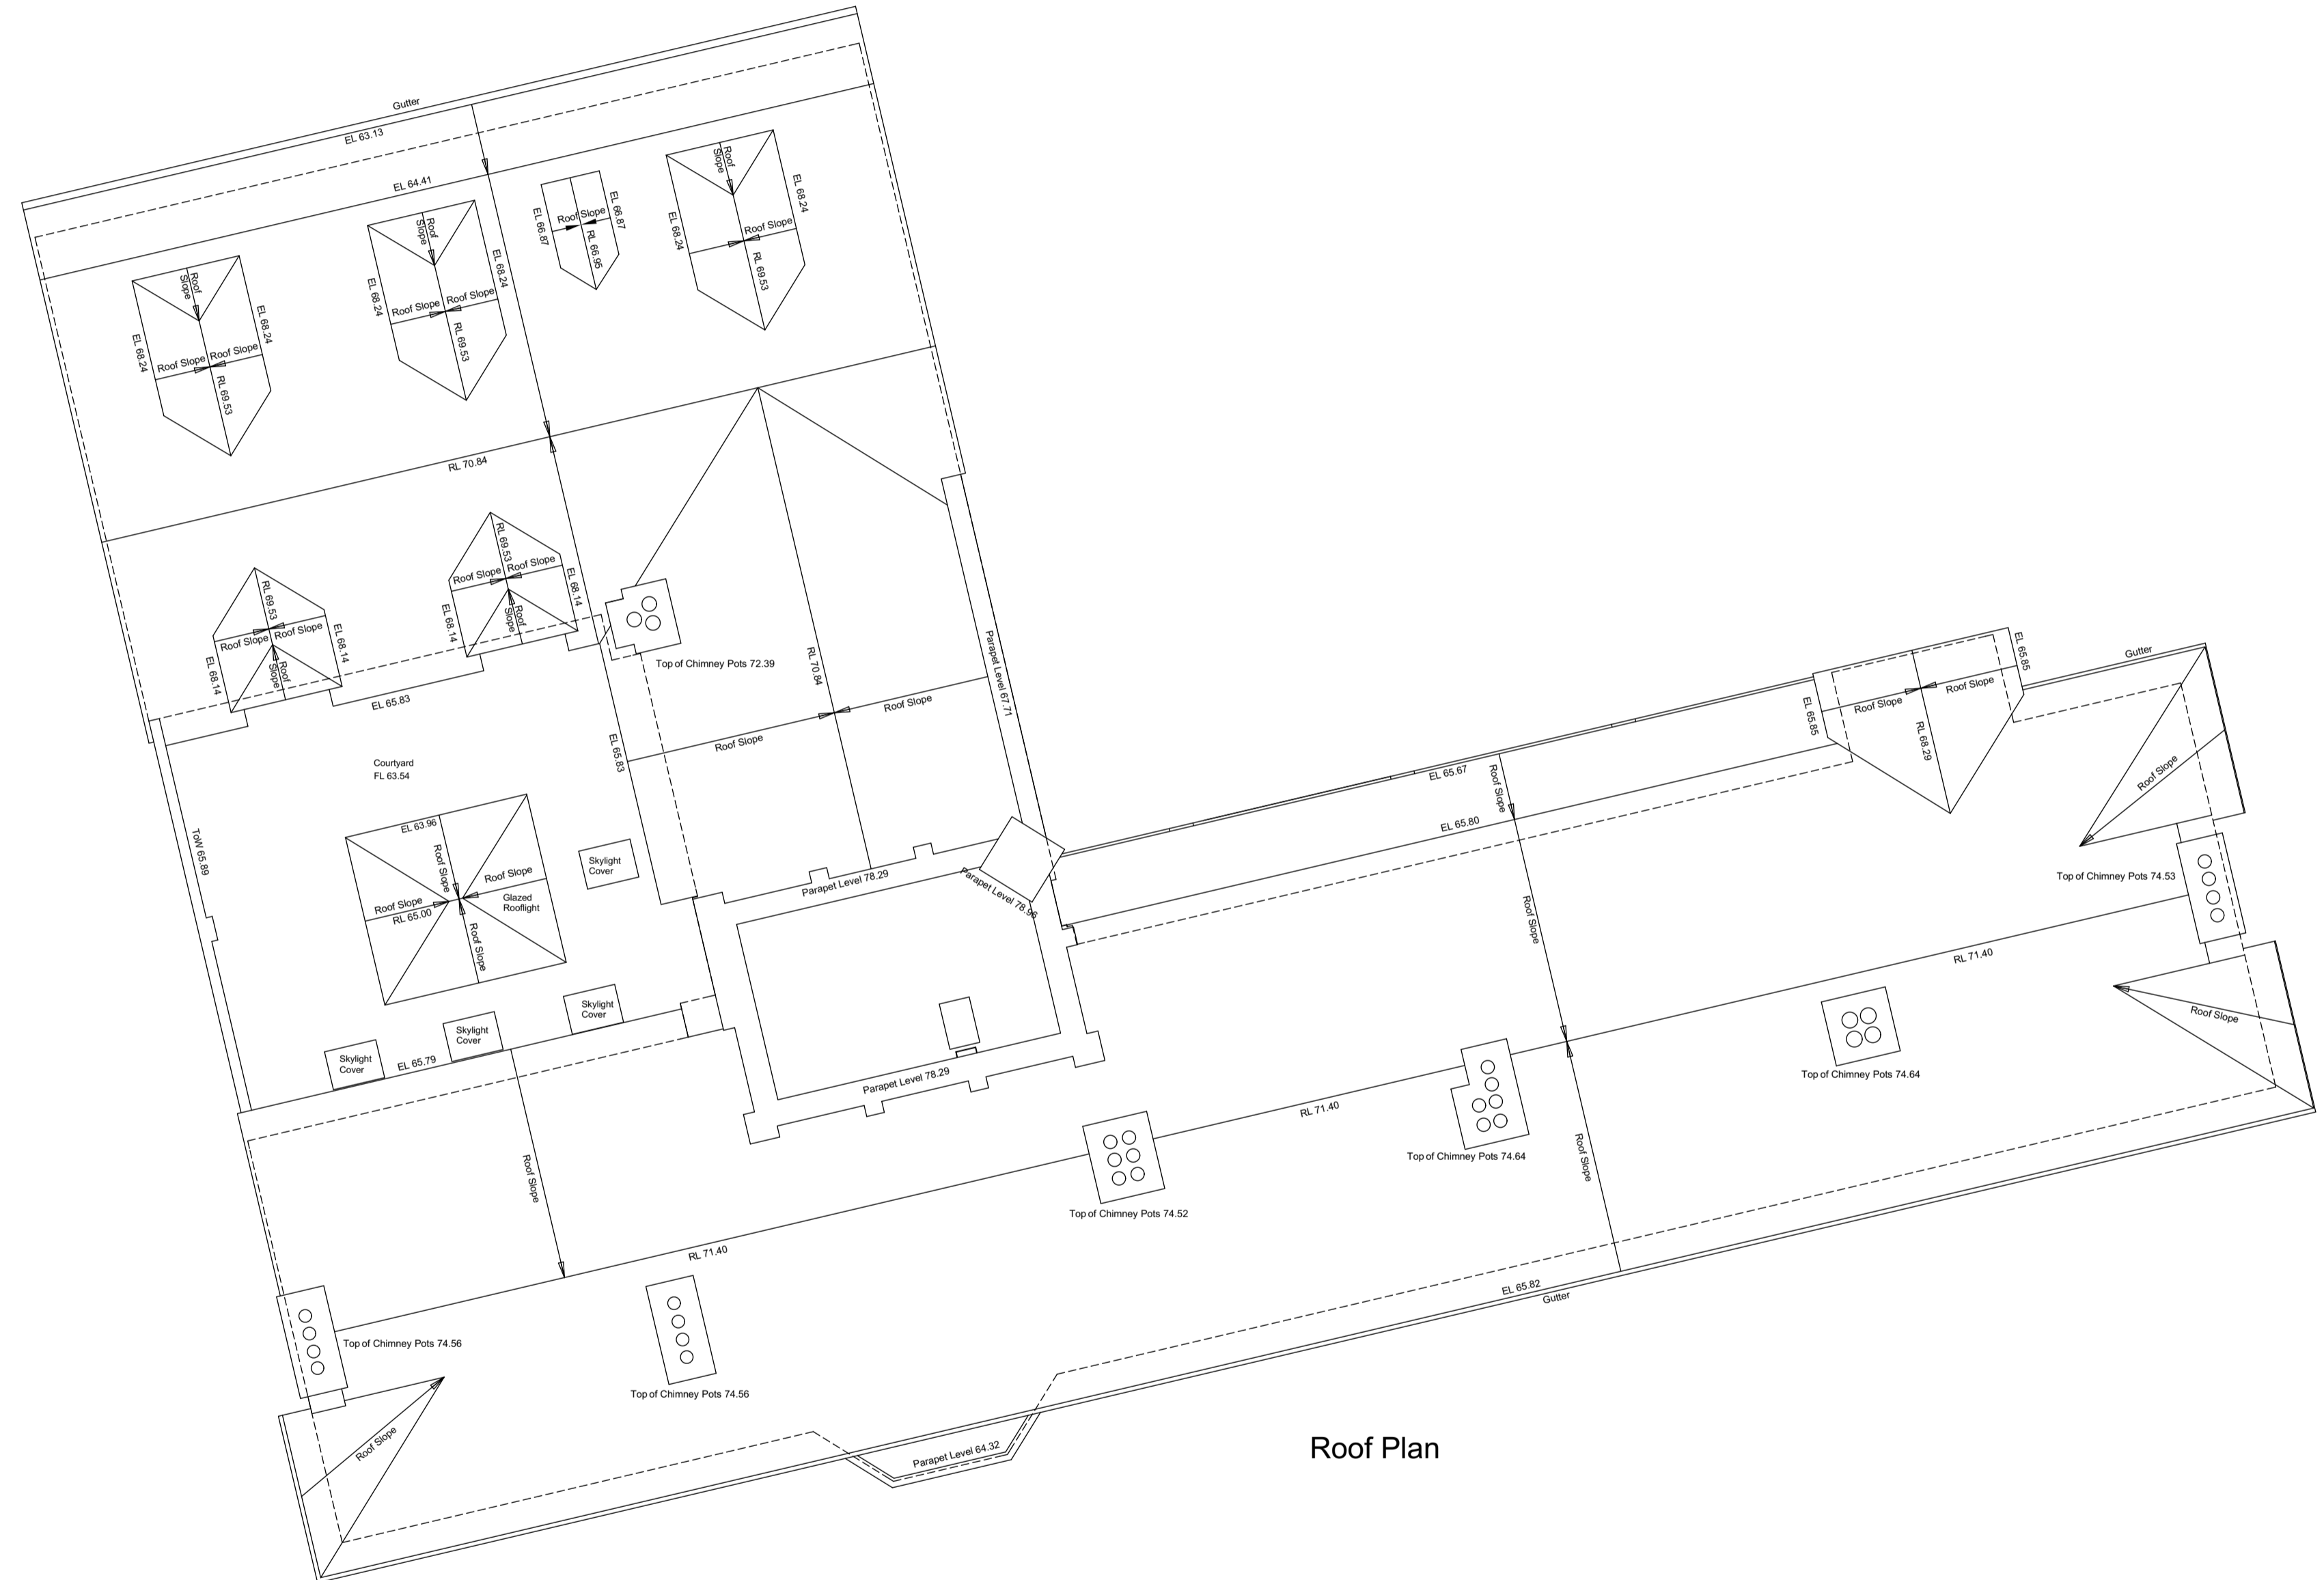 Gutter
EL 63.13
EL 64.41
Roof
Slope
EL 68.24
EL 68.24
Roof Slope
Roof Slope
RL 69.53
Roof
Slope
EL 68.24
EL 68.24
Roof Slope
Roof Slope
RL 69.53
EL 66.87
EL 66.87
Roof Slope
RL 66.95
Roof
Slope
EL 68.24
EL 68.24
Roof Slope
RL 69.53
RL 70.84
RL 69.53
Roof Slope
Roof Slope
EL 68.14
EL 68.14
Roof
Slope
RL 69.53
Roof Slope
Roof Slope
EL 68.14
EL 68.14
Roof
Slope
Top of Chimney Pots 72.39
RL 70.84
Parapet Level 67.71
Roof Slope
Roof Slope
EL 65.83
EL 65.83
Courtyard
FL 63.54
ToW 65.89
EL 63.96
Roof Slope
Roof Slope
Roof Slope
RL 65.00
Glazed
Rooflight
Roof Slope
Skylight
Cover
Skylight
Cover
Skylight
Cover
Skylight
Cover
EL 65.79
Parapet Level 78.29
Parapet Level 78.96
Parapet Level 78.29
EL 65.67
EL 65.80
Roof Slope
Roof Slope
Roof Slope
EL 65.85
EL 65.85
Roof Slope
Roof Slope
RL 68.29
Gutter
Roof Slope
Top of Chimney Pots 74.53
RL 71.40
Roof Slope
Top of Chimney Pots 74.64
RL 71.40
Top of Chimney Pots 74.64
Top of Chimney Pots 74.52
Roof Slope
RL 71.40
Top of Chimney Pots 74.56
Top of Chimney Pots 74.56
Roof Slope
EL 65.82
Gutter
Parapet Level 64.32
Roof Plan